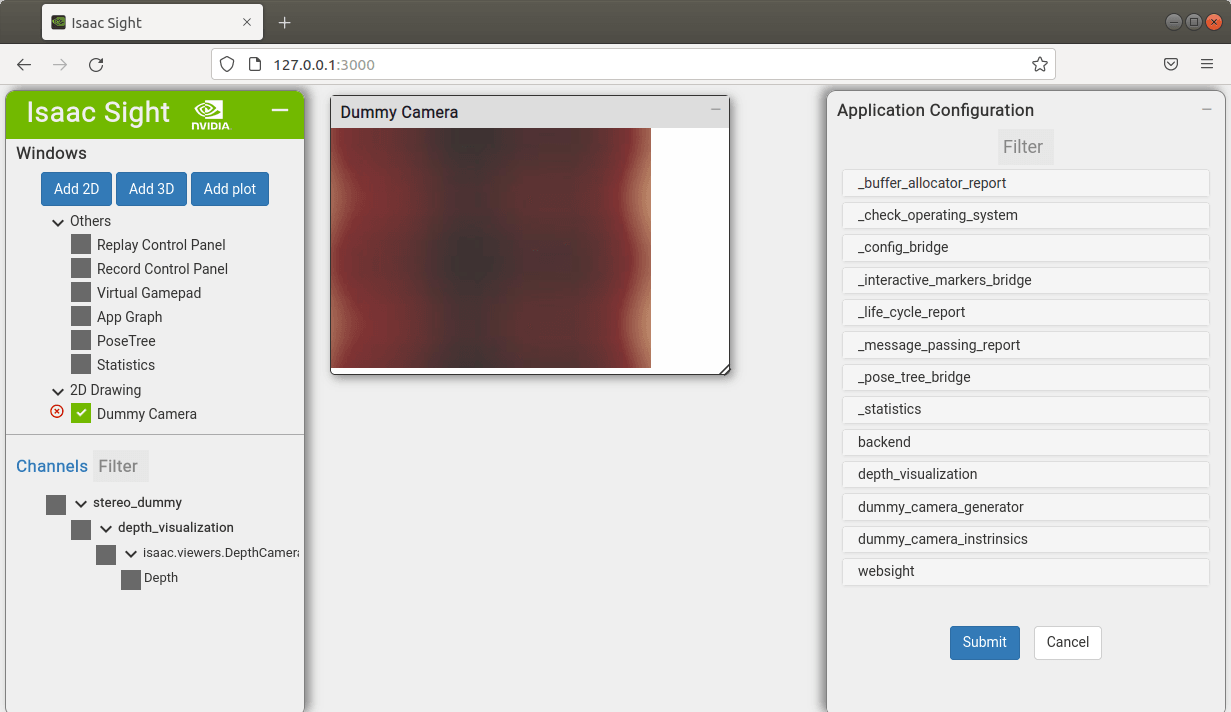 Isaac Sight
127.0.0.1:3000
Isaac Sight
NVIDIA
Windows
Add 2D Add 3D Add plot
Others
Replay Control Panel
Record Control Panel
Virtual Gamepad
App Graph
PoseTree
Statistics
2D Drawing
Dummy Camera
Channels Filter
stereo_dummy
depth_visualization
isaac.viewers.DepthCamera
Depth
Dummy Camera
Application Configuration
Filter
_buffer_allocator_report
_check_operating_system
_config_bridge
_interactive_markers_bridge
_life_cycle_report
_message_passing_report
_pose_tree_bridge
_statistics
backend
depth_visualization
dummy_camera_generator
dummy_camera_instrinsics
websight
Submit Cancel